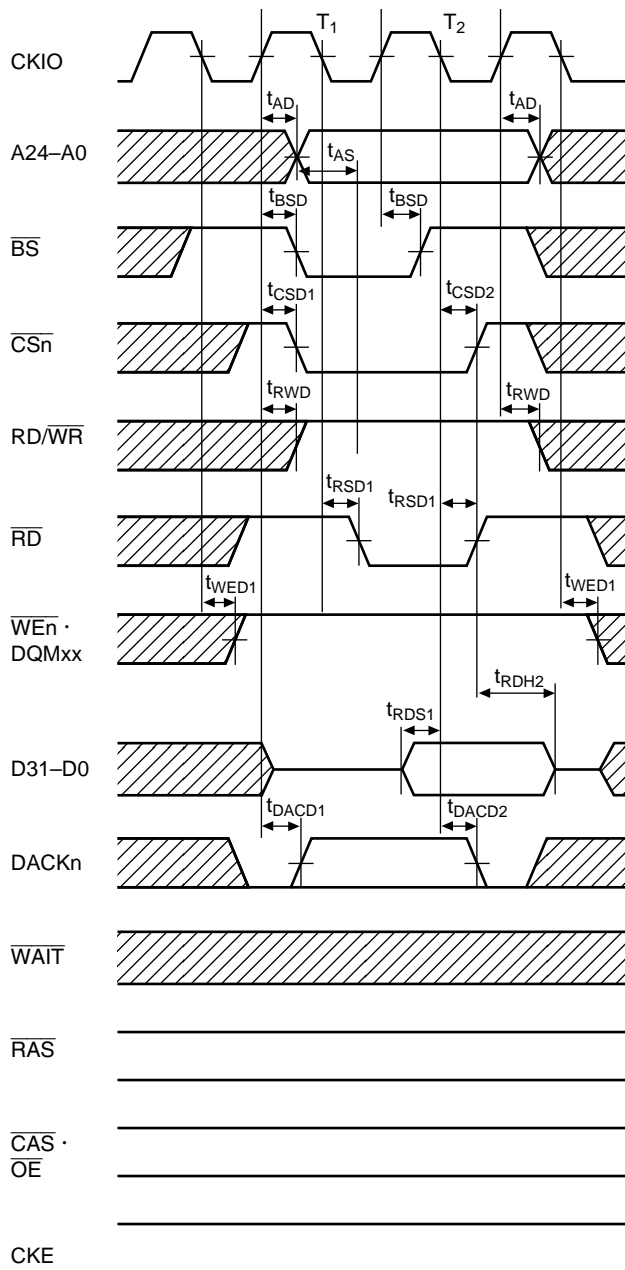 T1 T2
CKIO
tAD tAD
A24–A0
tAS
tBSD tBSD
BS
tCSD1 tCSD2
CSn
tRWD tRWD
RD/WR
tRSD1 tRSD1
RD
tWED1 tWED1
WEn ·
DQMxx
tRDH2
tRDS1
D31–D0
tDACD1 tDACD2
DACKn
WAIT
RAS
CAS ·
OE
CKE